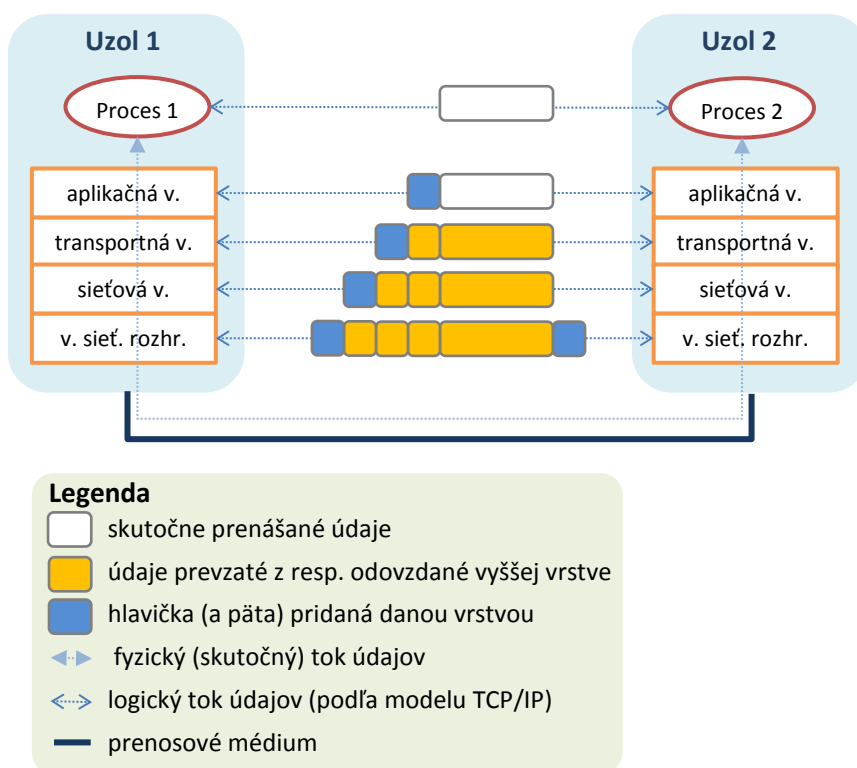 Uzol 1
Uzol 2
Proces 1
Proces 2
aplikačná v.
aplikačná v.
transportná v.
transportná v.
sieťová v.
sieťová v.
v. sieť. rozhr.
v. sieť. rozhr.
Legenda
skutočne prenášané údaje
údaje prevzaté z resp. odovzdané vyššej vrstve
hlavička (a päta) pridaná danou vrstvou
fyzický (skutočný) tok údajov
logický tok údajov (podľa modelu TCP/IP)
prenosové médium